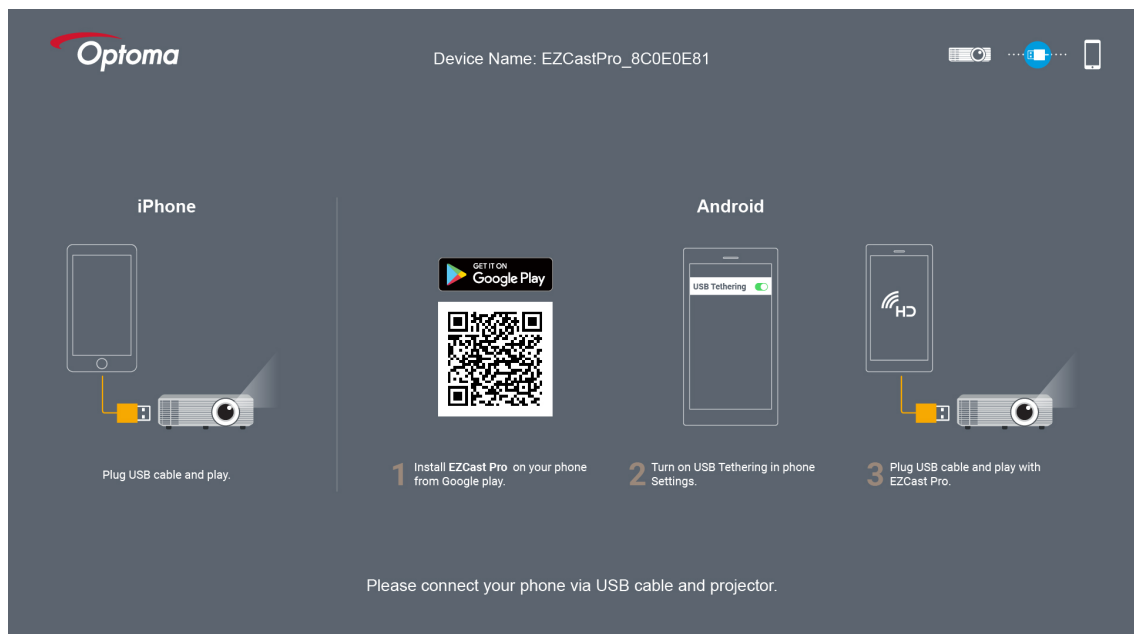 Optoma
Device Name: EZCastPro_8C0E0E81
iPhone
Plug USB cable and play.
Android
GET IT ON
Google Play
1 Install EZCast Pro on your phone
from Google play.
USB Tethering
2 Turn on USB Tethering in phone
Settings.
HD
3 Plug USB cable and play with
EZCast Pro.
Please connect your phone via USB cable and projector.